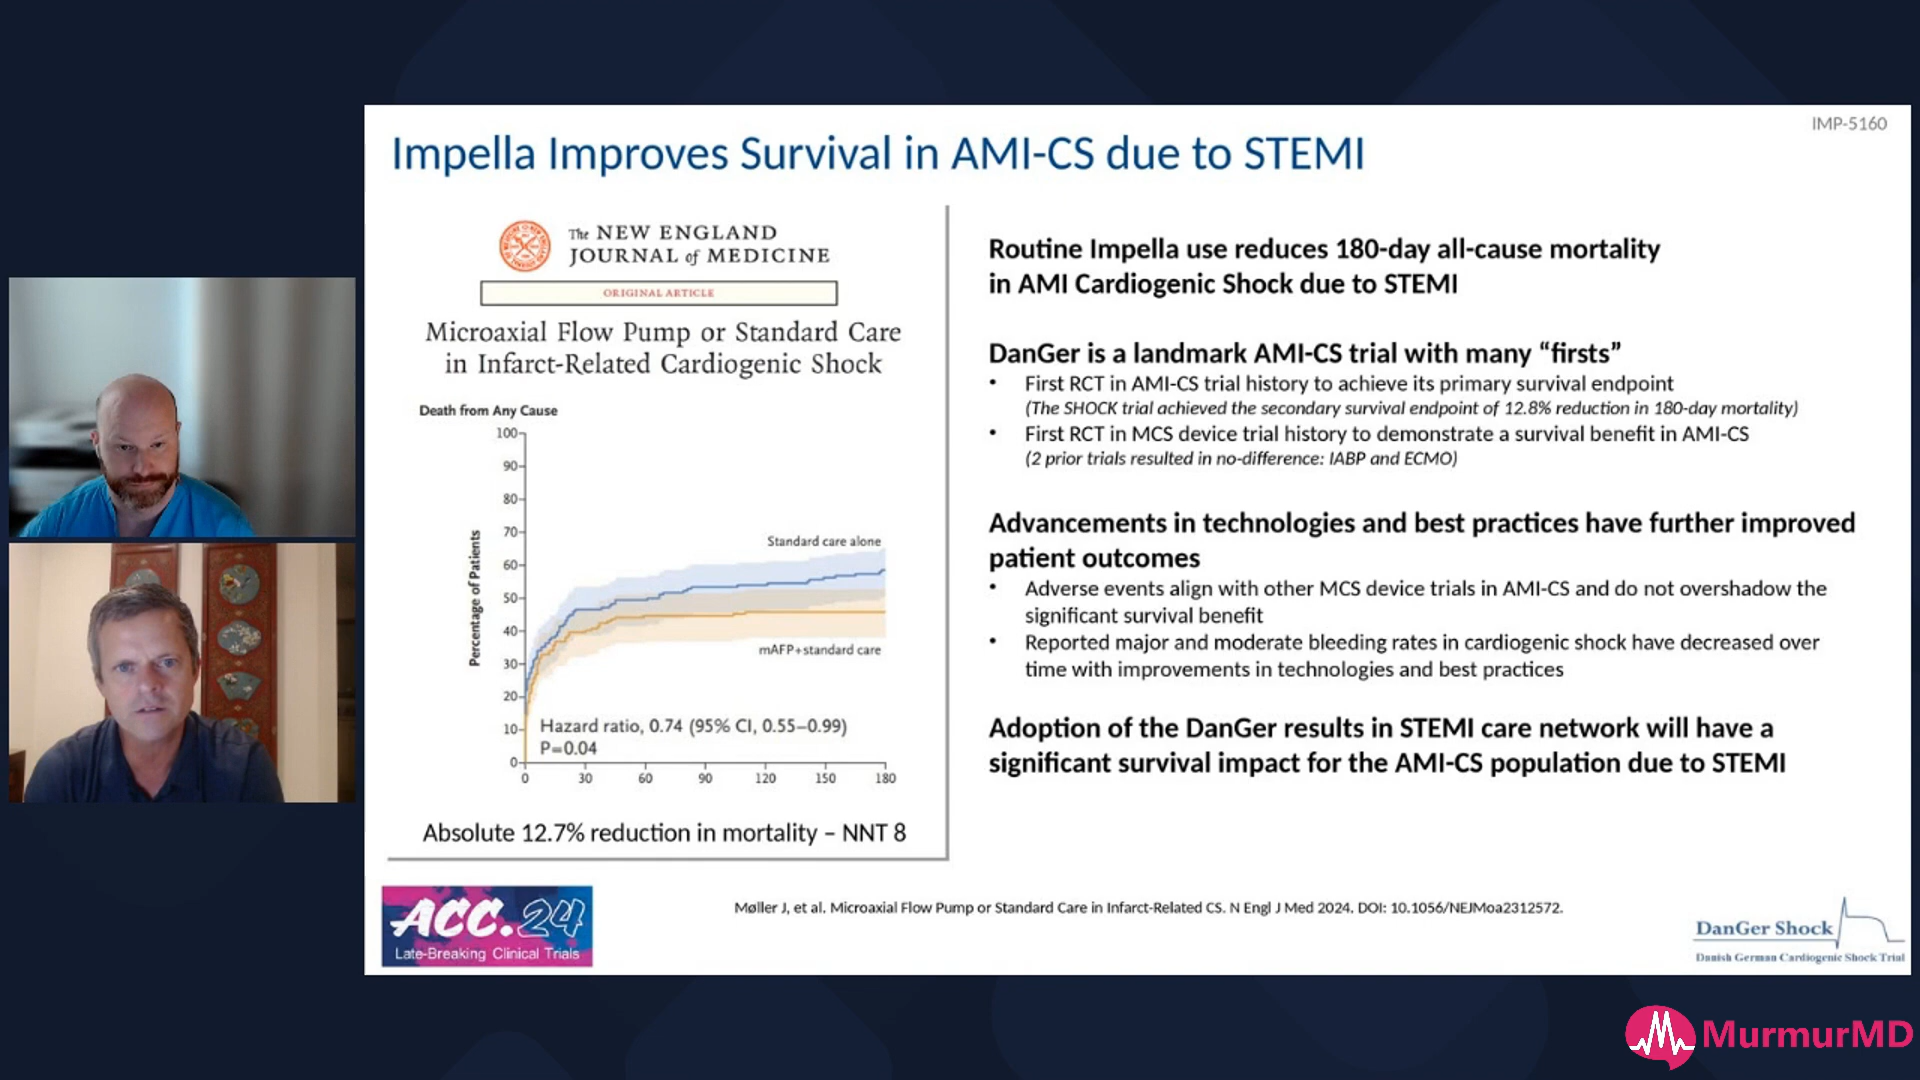 IMP-5160
Impella Improves Survival in AMI-CS due to STEMI
The NEW ENGLAND
JOURNAL of MEDICINE
ORIGINAL ARTICLE
Microaxial Flow Pump or Standard Care
in Infarct-Related Cardiogenic Shock
Death from Any Cause
Percentage of Patients
100
90
80
70
60
50
40
30
20
10
0
Standard care alone
mAFP+standard care
Hazard ratio, 0.74 (95% CI, 0.55–0.99)
P=0.04
0 30 60 90 120 150 180
Absolute 12.7% reduction in mortality – NNT 8
Routine Impella use reduces 180-day all-cause mortality
in AMI Cardiogenic Shock due to STEMI
DanGer is a landmark AMI-CS trial with many “firsts”
• First RCT in AMI-CS trial history to achieve its primary survival endpoint
(The SHOCK trial achieved the secondary survival endpoint of 12.8% reduction in 180-day mortality)
• First RCT in MCS device trial history to demonstrate a survival benefit in AMI-CS
(2 prior trials resulted in no-difference: IABP and ECMO)
Advancements in technologies and best practices have further improved
patient outcomes
• Adverse events align with other MCS device trials in AMI-CS and do not overshadow the
significant survival benefit
• Reported major and moderate bleeding rates in cardiogenic shock have decreased over
time with improvements in technologies and best practices
Adoption of the DanGer results in STEMI care network will have a
significant survival impact for the AMI-CS population due to STEMI
ACC.24
Late-Breaking Clinical Trials
Møller J, et al. Microaxial Flow Pump or Standard Care in Infarct-Related CS. N Engl J Med 2024. DOI: 10.1056/NEJMoa2312572.
DanGer Shock
Danish German Cardiogenic Shock Trial
MurmurMD